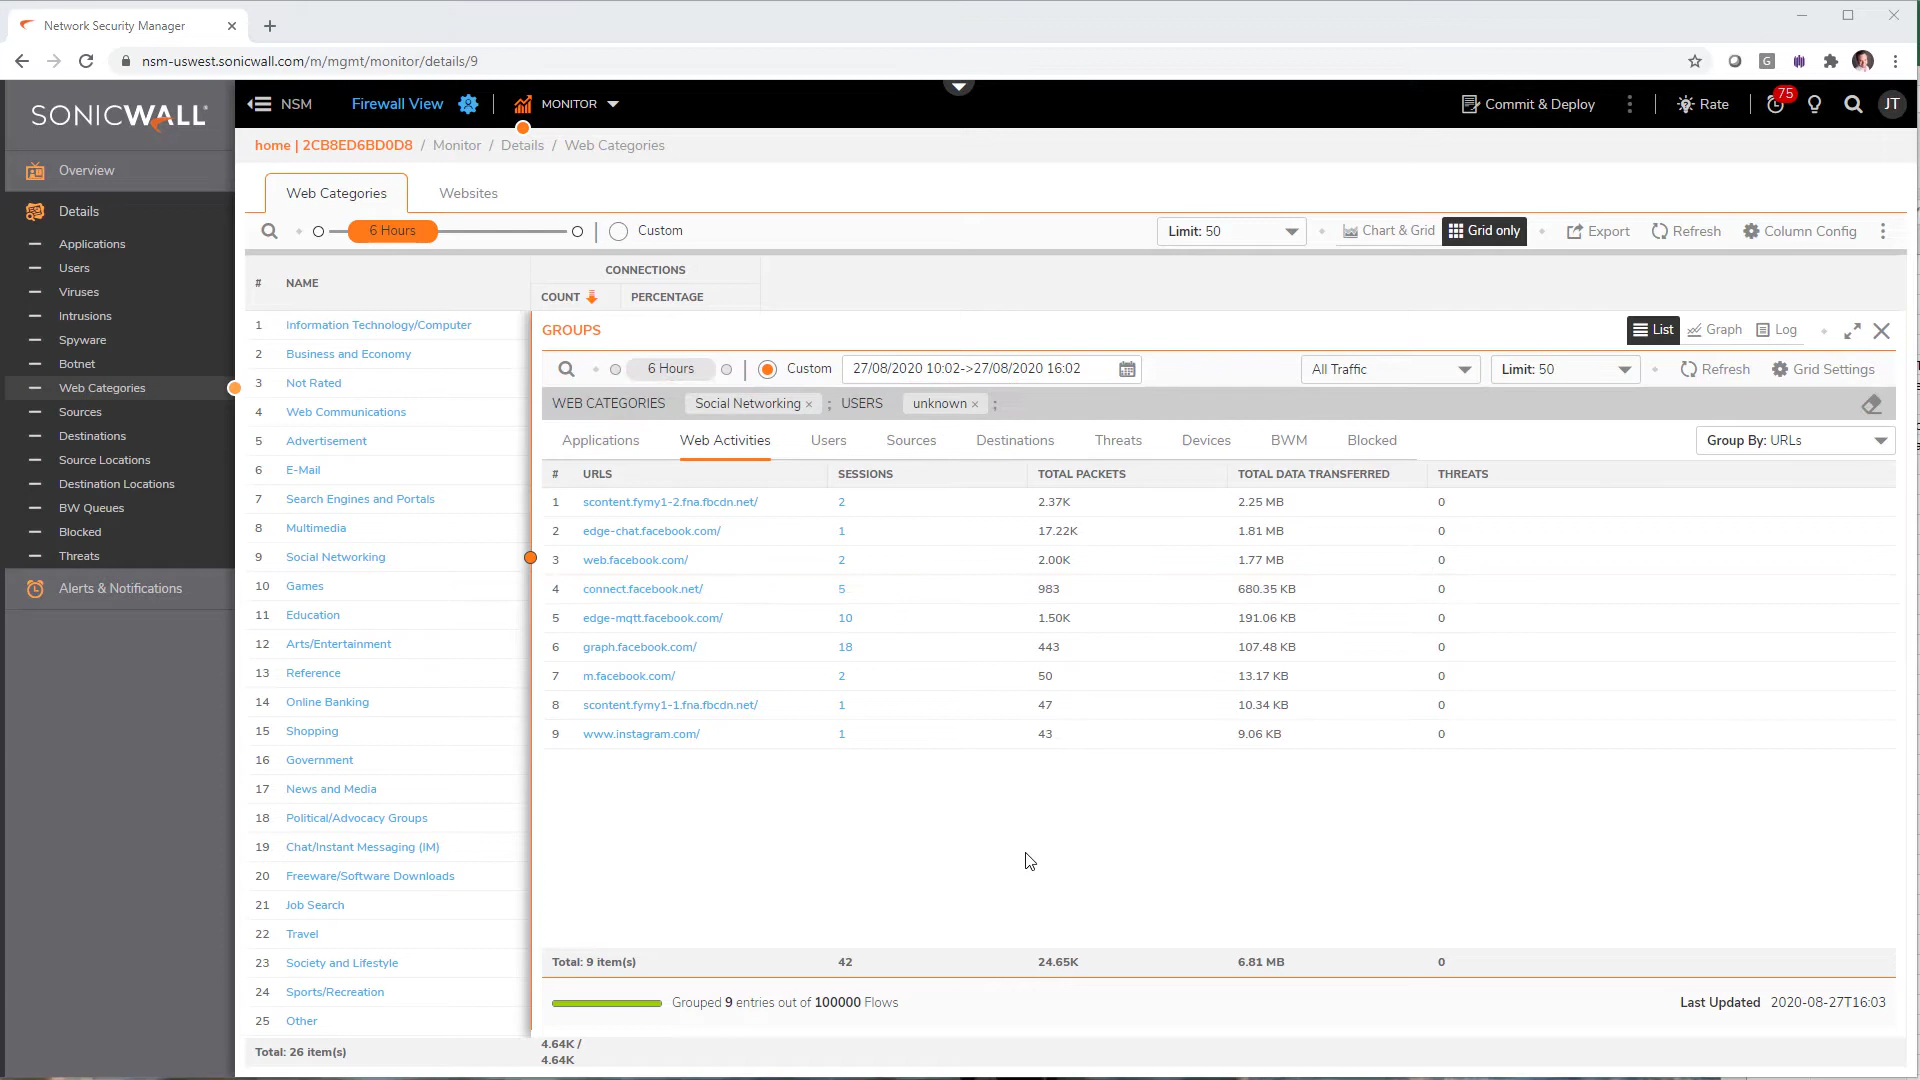 Network Security Manager
nsm-uswest.sonicwall.com/m/mgmt/monitor/details/9
SONICWALL
NSM
Firewall View
MONITOR
Commit & Deploy
Rate
75
JT
home | 2CB8ED6BD0D8 / Monitor / Details / Web Categories
Overview
Details
Applications
Users
Viruses
Intrusions
Spyware
Botnet
Web Categories
Sources
Destinations
Source Locations
Destination Locations
BW Queues
Blocked
Threats
Alerts & Notifications
Web Categories
Websites
6 Hours
Custom
Limit: 50
Chart & Grid
Grid only
Export
Refresh
Column Config
# NAME
CONNECTIONS
COUNT PERCENTAGE
1 Information Technology/Computer
2 Business and Economy
3 Not Rated
4 Web Communications
5 Advertisement
6 E-Mail
7 Search Engines and Portals
8 Multimedia
9 Social Networking
10 Games
11 Education
12 Arts/Entertainment
13 Reference
14 Online Banking
15 Shopping
16 Government
17 News and Media
18 Political/Advocacy Groups
19 Chat/Instant Messaging (IM)
20 Freeware/Software Downloads
21 Job Search
22 Travel
23 Society and Lifestyle
24 Sports/Recreation
25 Other
Total: 26 item(s)
4.64K /
4.64K
GROUPS
List
Graph
Log
6 Hours
Custom
27/08/2020 10:02->27/08/2020 16:02
All Traffic
Limit: 50
Refresh
Grid Settings
WEB CATEGORIES Social Networking × ; USERS unknown × ;
Applications Web Activities Users Sources Destinations Threats Devices BWM Blocked
Group By: URLs
# URLS SESSIONS TOTAL PACKETS TOTAL DATA TRANSFERRED THREATS
1 scontent.fymy1-2.fna.fbcdn.net/ 2 2.37K 2.25 MB 0
2 edge-chat.facebook.com/ 1 17.22K 1.81 MB 0
3 web.facebook.com/ 2 2.00K 1.77 MB 0
4 connect.facebook.net/ 5 983 680.35 KB 0
5 edge-mqtt.facebook.com/ 10 1.50K 191.06 KB 0
6 graph.facebook.com/ 18 443 107.48 KB 0
7 m.facebook.com/ 2 50 13.17 KB 0
8 scontent.fymy1-1.fna.fbcdn.net/ 1 47 10.34 KB 0
9 www.instagram.com/ 1 43 9.06 KB 0
Total: 9 item(s) 42 24.65K 6.81 MB 0
Grouped 9 entries out of 100000 Flows
Last Updated 2020-08-27T16:03